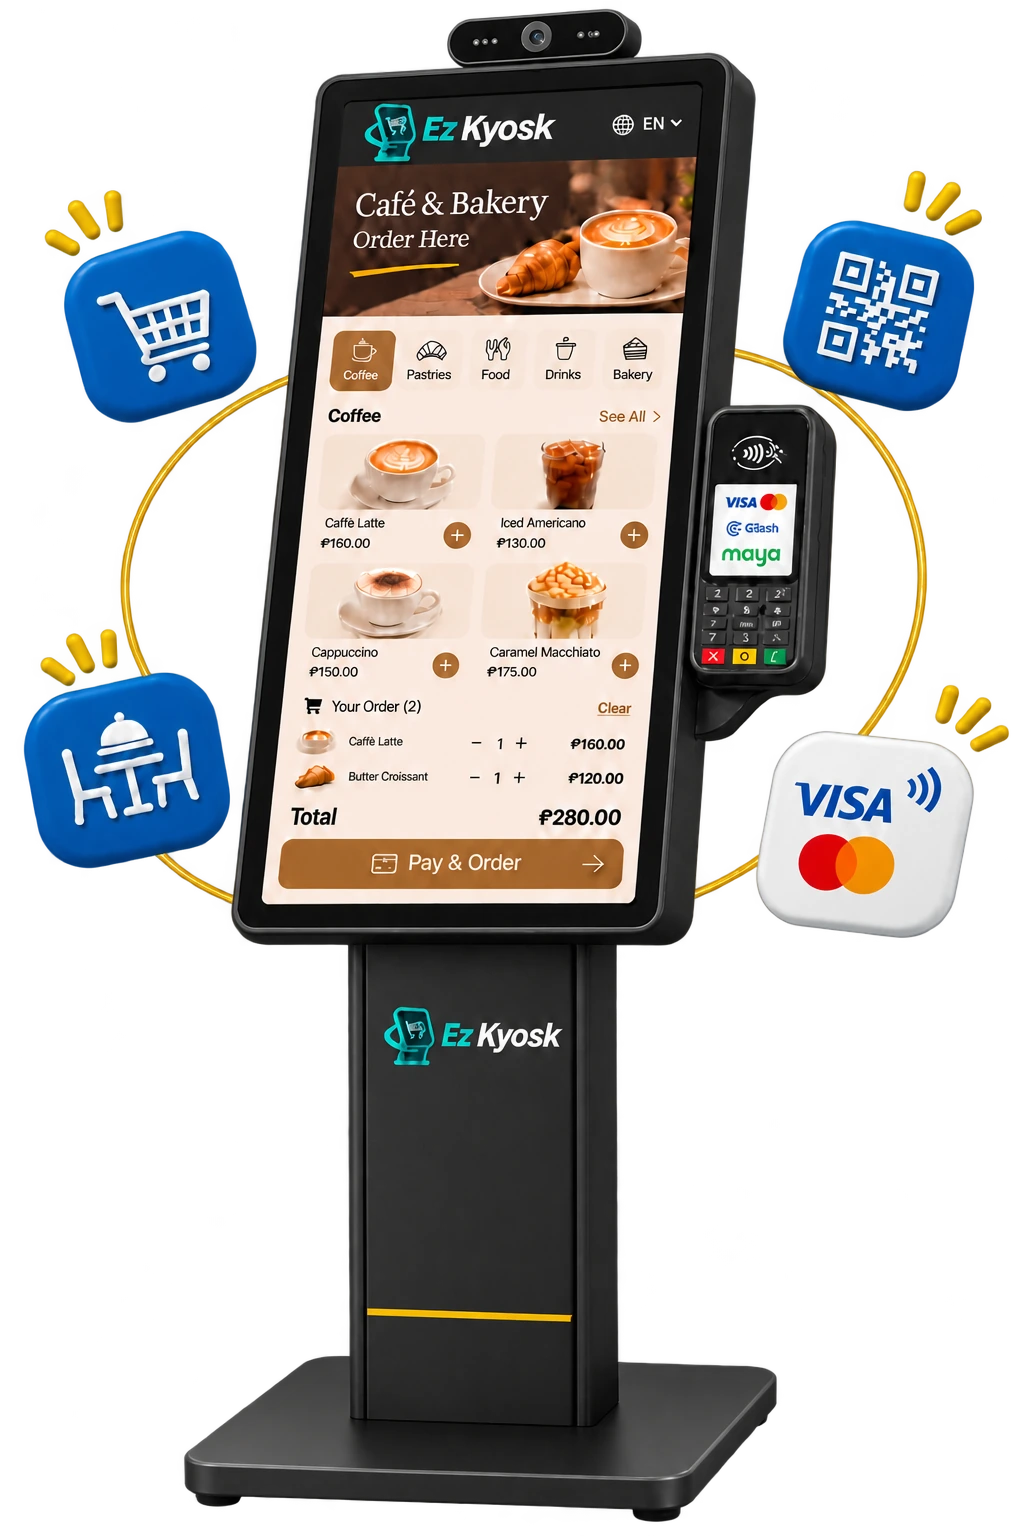 Ez Kyosk
EN
Café & Bakery
Order Here
Coffee
Pastries
Food
Drinks
Bakery
Coffee
See All
Caffè Latte
₱160.00
Iced Americano
₱130.00
Cappuccino
₱150.00
Caramel Macchiato
₱175.00
Your Order (2)
Clear
Caffè Latte
− 1 +
₱160.00
Butter Croissant
− 1 +
₱120.00
Total
₱280.00
Pay & Order
VISA
maya
VISA
Ez Kyosk